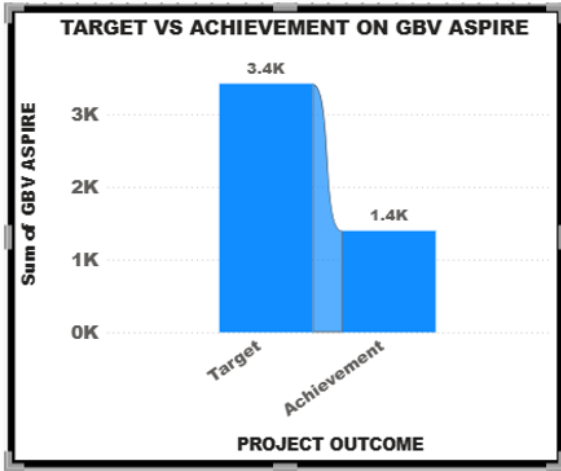 TARGET VS ACHIEVEMENT ON GBV ASPIRE
3.4K
3K
Sum of GBV ASPIRE
2K
1.4K
1K
0K
Target
Achievement
PROJECT OUTCOME